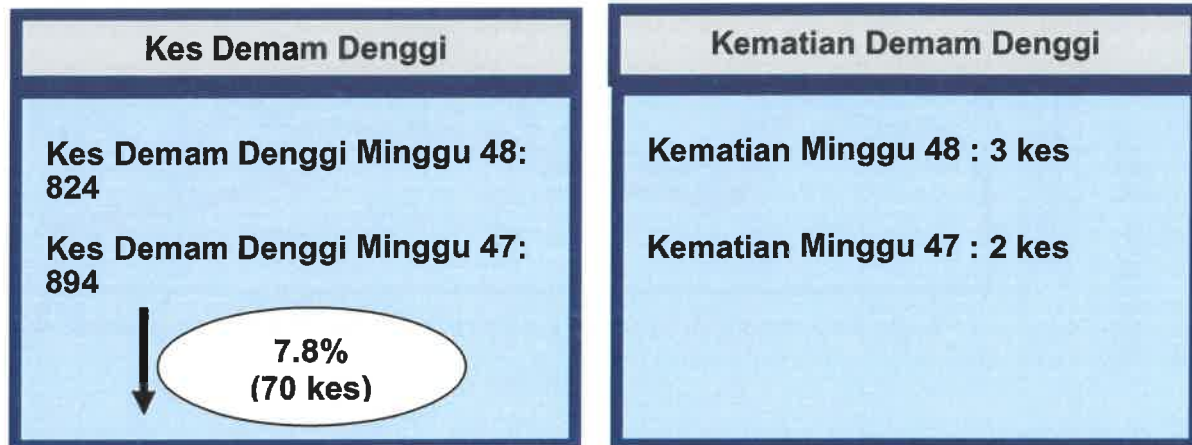 Kes Demam Denggi
Kes Demam Denggi Minggu 48:
824
Kes Demam Denggi Minggu 47:
894
7.8%
(70 kes)
Kematian Demam Denggi
Kematian Minggu 48 : 3 kes
Kematian Minggu 47 : 2 kes